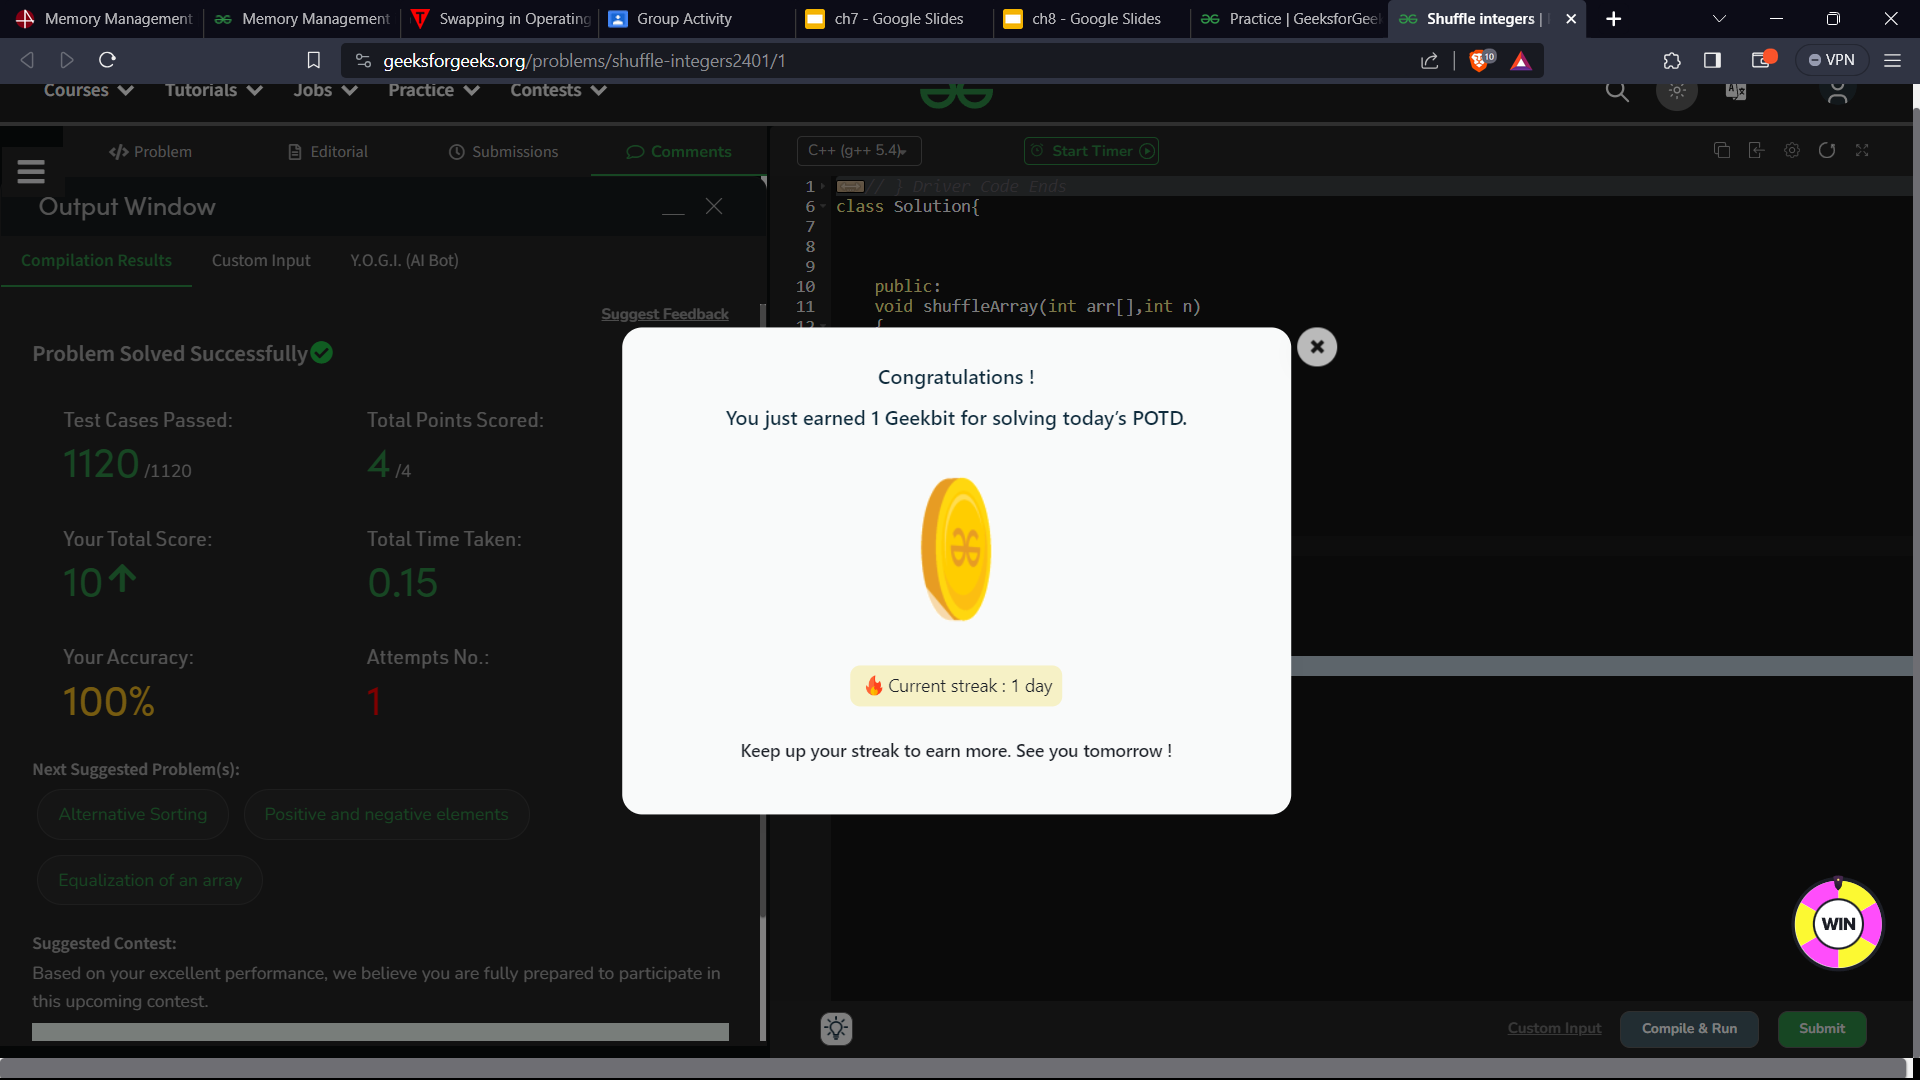 Memory Management
Memory Management
Swapping in Operating
Group Activity
ch7 - Google Slides
ch8 - Google Slides
Practice | GeeksforGeek
Shuffle integers |
geeksforgeeks.org/problems/shuffle-integers2401/1
10
VPN
Courses
Tutorials
Jobs
Practice
Contests
Problem
Editorial
Submissions
Comments
C++ (g++ 5.4)
Start Timer
Output Window
Compilation Results
Custom Input
Y.O.G.I. (AI Bot)
Suggest Feedback
Problem Solved Successfully
Test Cases Passed:
1120 /1120
Total Points Scored:
4 /4
Your Total Score:
10
Total Time Taken:
0.15
Your Accuracy:
100%
Attempts No.:
1
Next Suggested Problem(s):
Alternative Sorting
Positive and negative elements
Equalization of an array
Suggested Contest:
Based on your excellent performance, we believe you are fully prepared to participate in
this upcoming contest.
1 // } Driver Code Ends
6 class Solution{
7
8
9
10 public:
11 void shuffleArray(int arr[],int n)
12 {
Congratulations !
You just earned 1 Geekbit for solving today's POTD.
Current streak : 1 day
Keep up your streak to earn more. See you tomorrow !
WIN
Custom Input
Compile & Run
Submit